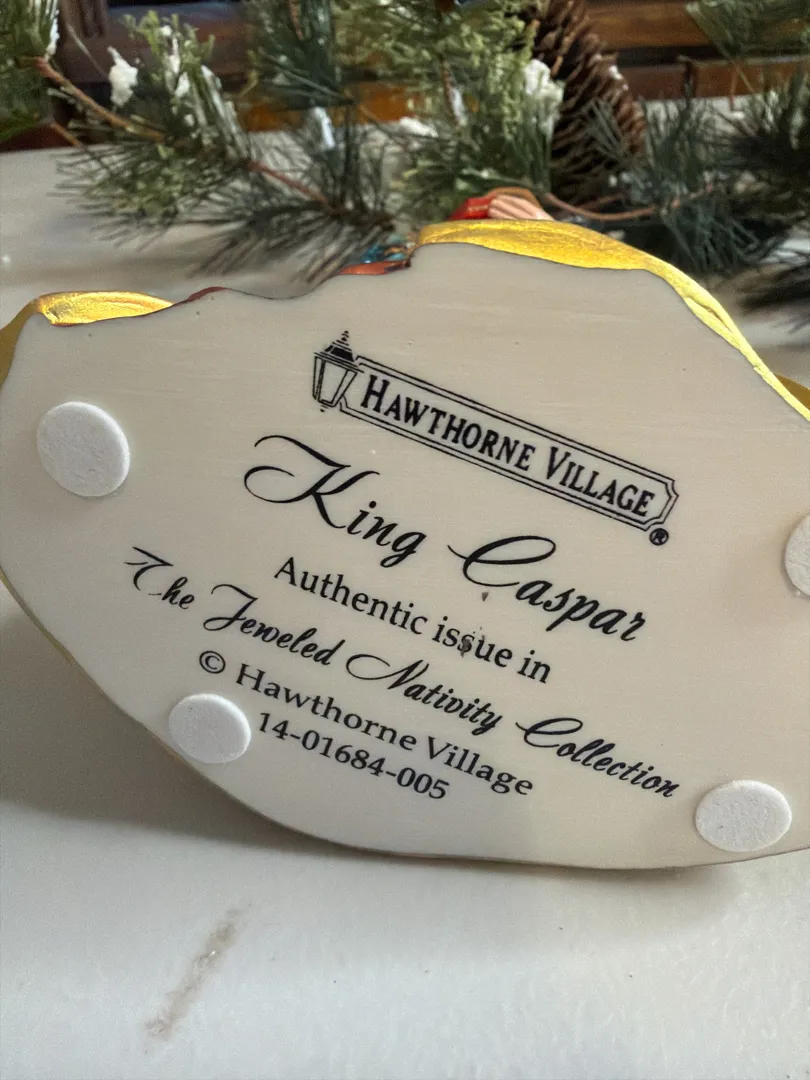 HAWTHORNE VILLAGE
®
King Caspar
Authentic issue in
The Jeweled Nativity Collection
© Hawthorne Village
14-01684-005